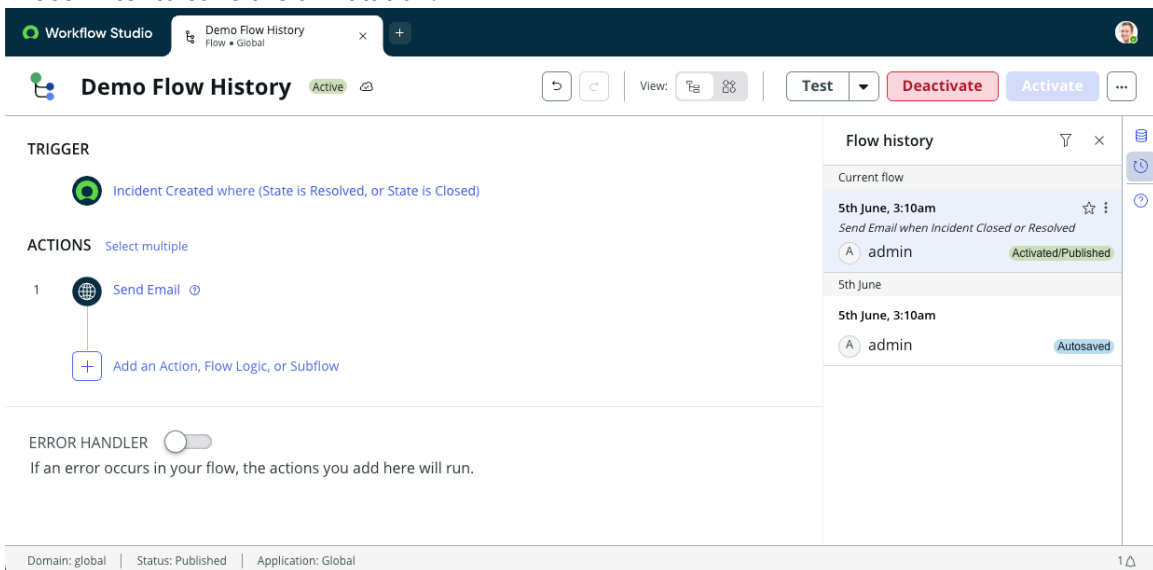 Workflow Studio
Demo Flow History
Flow • Global
Demo Flow History Active
View:
Test
Deactivate
Activate
TRIGGER
Incident Created where (State is Resolved, or State is Closed)
ACTIONS Select multiple
1 Send Email
Add an Action, Flow Logic, or Subflow
ERROR HANDLER
If an error occurs in your flow, the actions you add here will run.
Flow history
Current flow
5th June, 3:10am
Send Email when Incident Closed or Resolved
A admin Activated/Published
5th June
5th June, 3:10am
A admin Autosaved
Domain: global Status: Published Application: Global
1